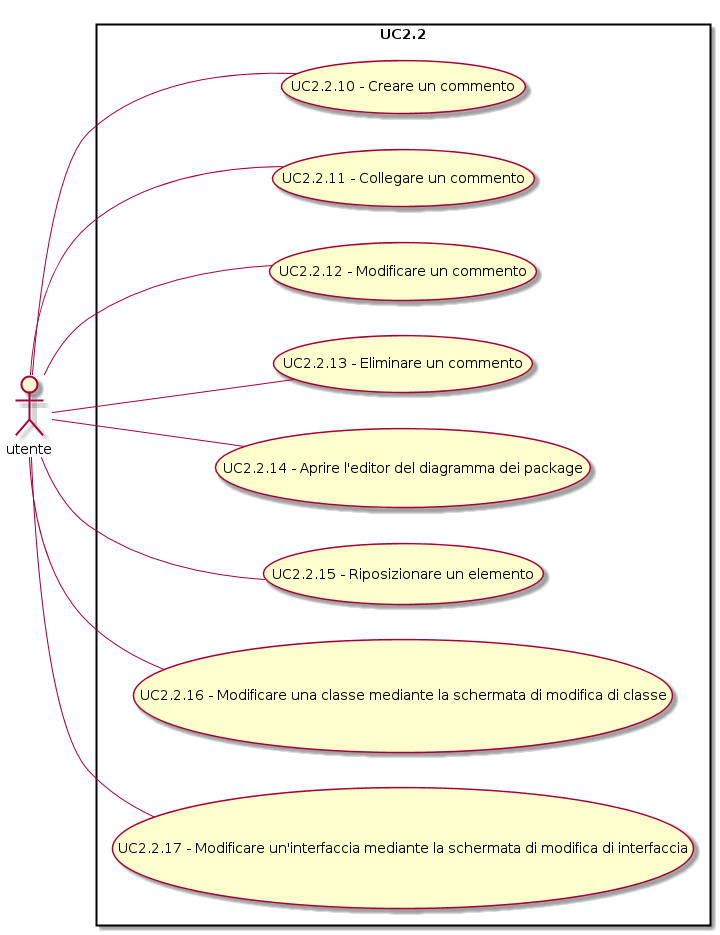 UC2.2
UC2.2.10 - Creare un commento
UC2.2.11 - Collegare un commento
UC2.2.12 - Modificare un commento
UC2.2.13 - Eliminare un commento
utente
UC2.2.14 - Aprire l'editor del diagramma dei package
UC2.2.15 - Riposizionare un elemento
UC2.2.16 - Modificare una classe mediante la schermata di modifica di classe
UC2.2.17 - Modificare un'interfaccia mediante la schermata di modifica di interfaccia